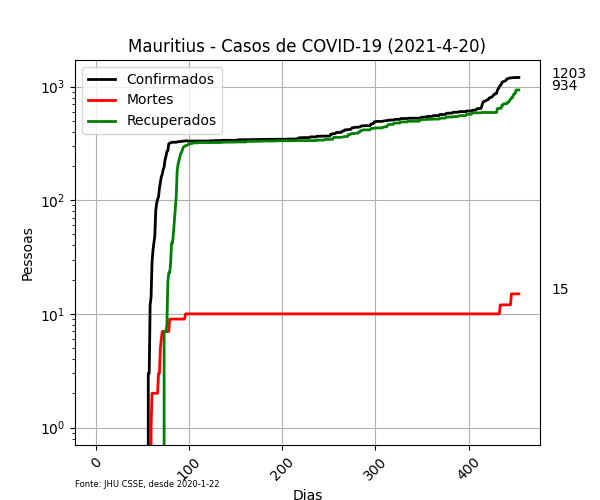 Mauritius - Casos de COVID-19 (2021-4-20)
Confirmados
Mortes
Recuperados
10³
10²
10¹
10⁰
Pessoas
1203
934
15
0
100
200
300
400
Dias
Fonte: JHU CSSE, desde 2020-1-22